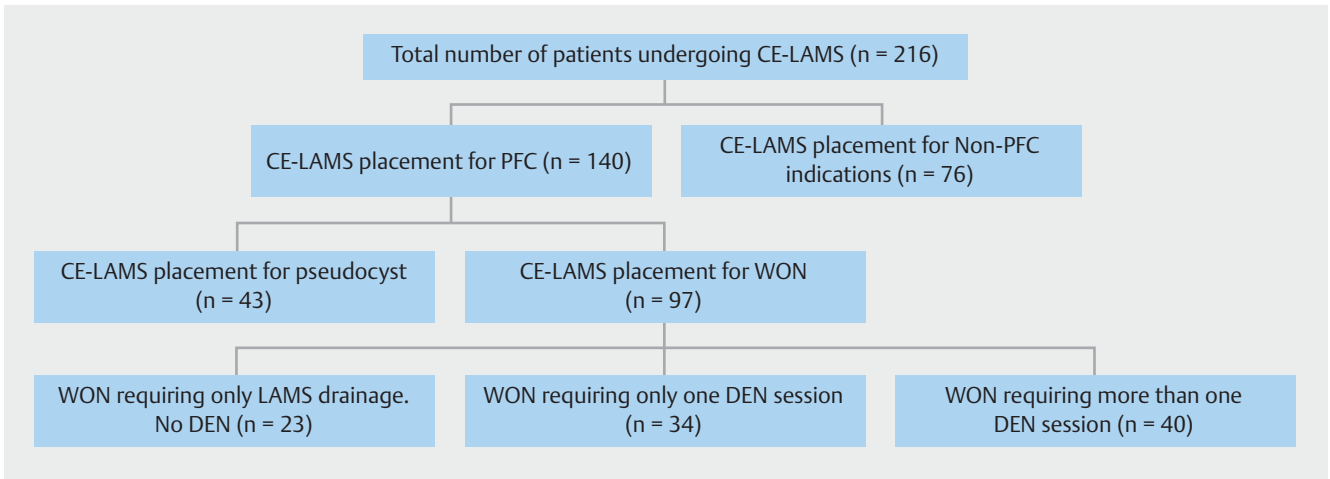 Total number of patients undergoing CE-LAMS (n = 216)
CE-LAMS placement for PFC (n = 140)
CE-LAMS placement for Non-PFC
indications (n = 76)
CE-LAMS placement for pseudocyst
(n = 43)
CE-LAMS placement for WON
(n = 97)
WON requiring only LAMS drainage.
No DEN (n = 23)
WON requiring only one DEN session
(n = 34)
WON requiring more than one
DEN session (n = 40)